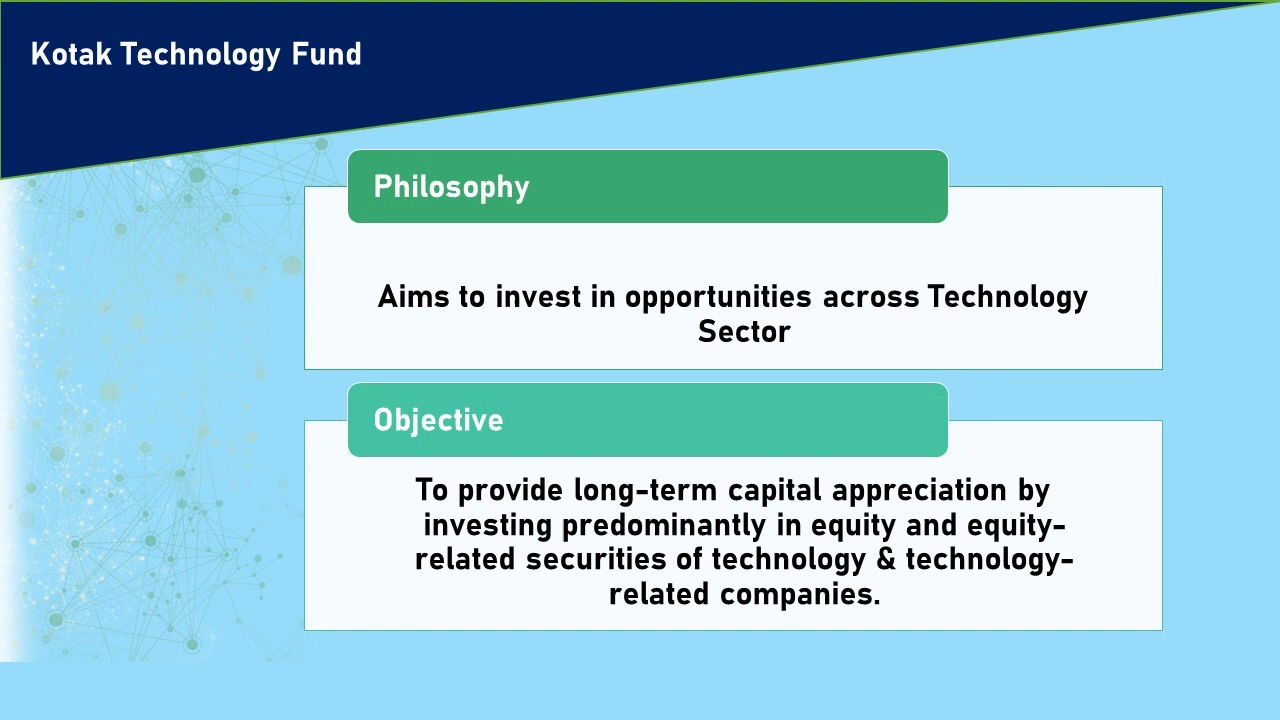 Kotak Technology Fund
Philosophy
Aims to invest in opportunities across Technology
Sector
Objective
To provide long-term capital appreciation by
investing predominantly in equity and equity-
related securities of technology & technology-
related companies.